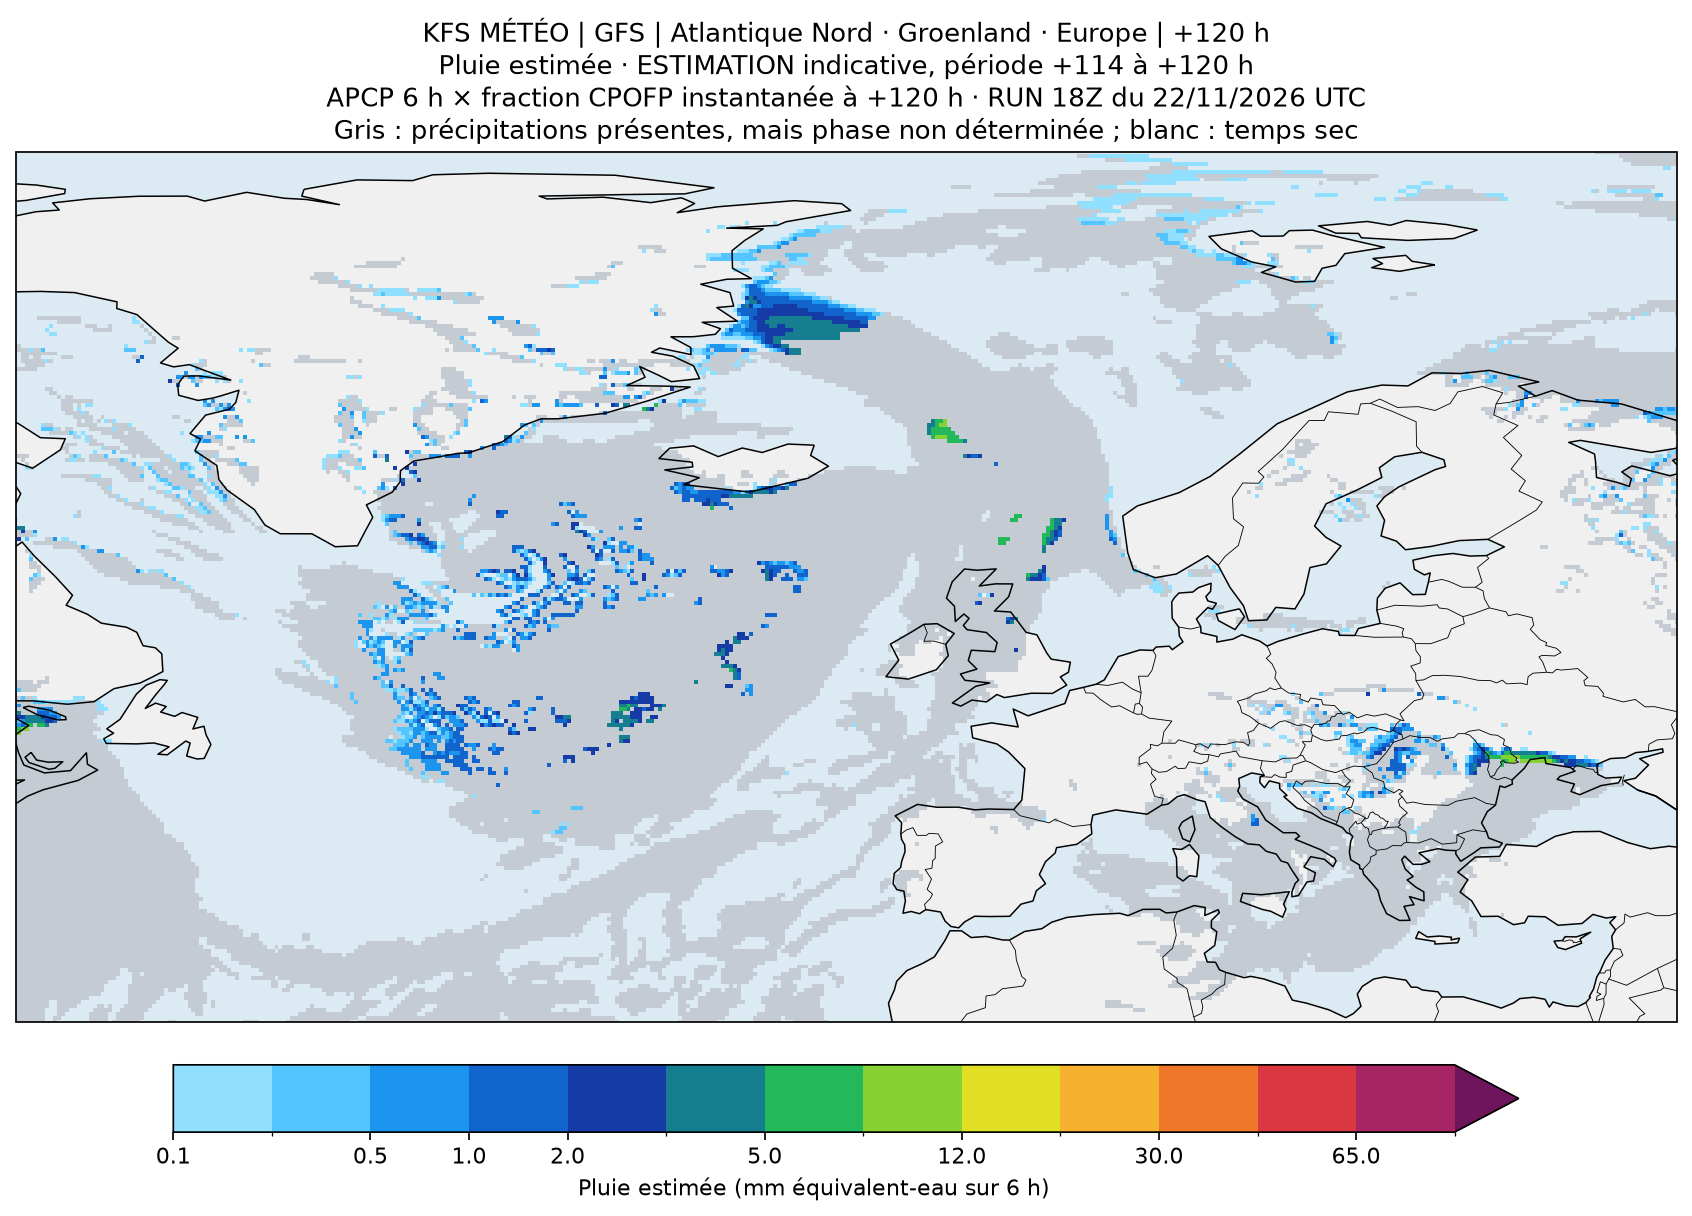 KFS MÉTÉO | GFS | Atlantique Nord · Groenland · Europe | +120 h
Pluie estimée · ESTIMATION indicative, période +114 à +120 h
APCP 6 h × fraction CPOFP instantanée à +120 h · RUN 18Z du 22/11/2026 UTC
Gris : précipitations présentes, mais phase non déterminée ; blanc : temps sec
0.1 0.5 1.0 2.0 5.0 12.0 30.0 65.0
Pluie estimée (mm équivalent-eau sur 6 h)